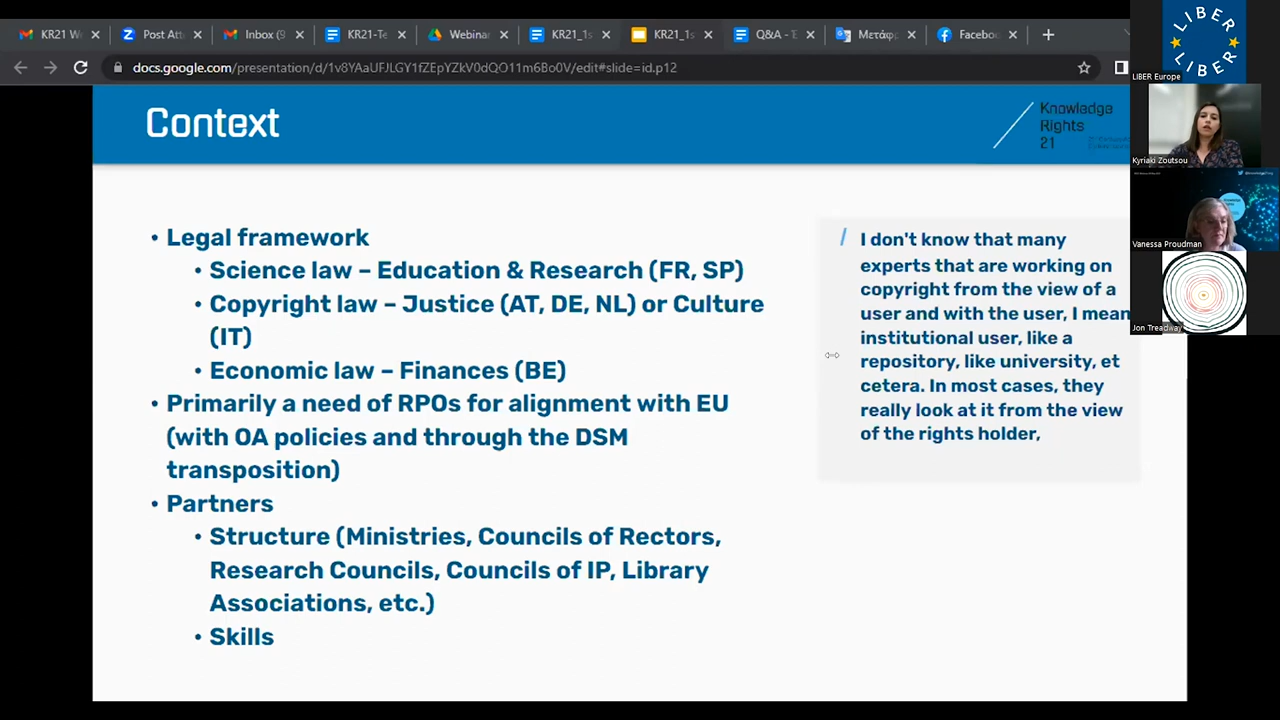 KR21 W
Post Att
Inbox (9
KR21-Te
Webinar
KR21_1s
KR21_1s
Q&A - E
Μετάφρ
Faceboo
docs.google.com/presentation/d/1v8YAaUFJLGY1fZEpYZkV0dQO11m6Bo0V/edit#slide=id.p12
LIBER
LIBER
LIBER Europe
Kyriaki Zoutsou
Vanessa Proudman
Jon Treadway
Context
Knowledge
Rights
21
• Legal framework
• Science law – Education & Research (FR, SP)
• Copyright law – Justice (AT, DE, NL) or Culture
(IT)
• Economic law – Finances (BE)
• Primarily a need of RPOs for alignment with EU
(with OA policies and through the DSM
transposition)
• Partners
• Structure (Ministries, Councils of Rectors,
Research Councils, Councils of IP, Library
Associations, etc.)
• Skills
/ I don't know that many
experts that are working on
copyright from the view of a
user and with the user, I mean
institutional user, like a
repository, like university, et
cetera. In most cases, they
really look at it from the view
of the rights holder,